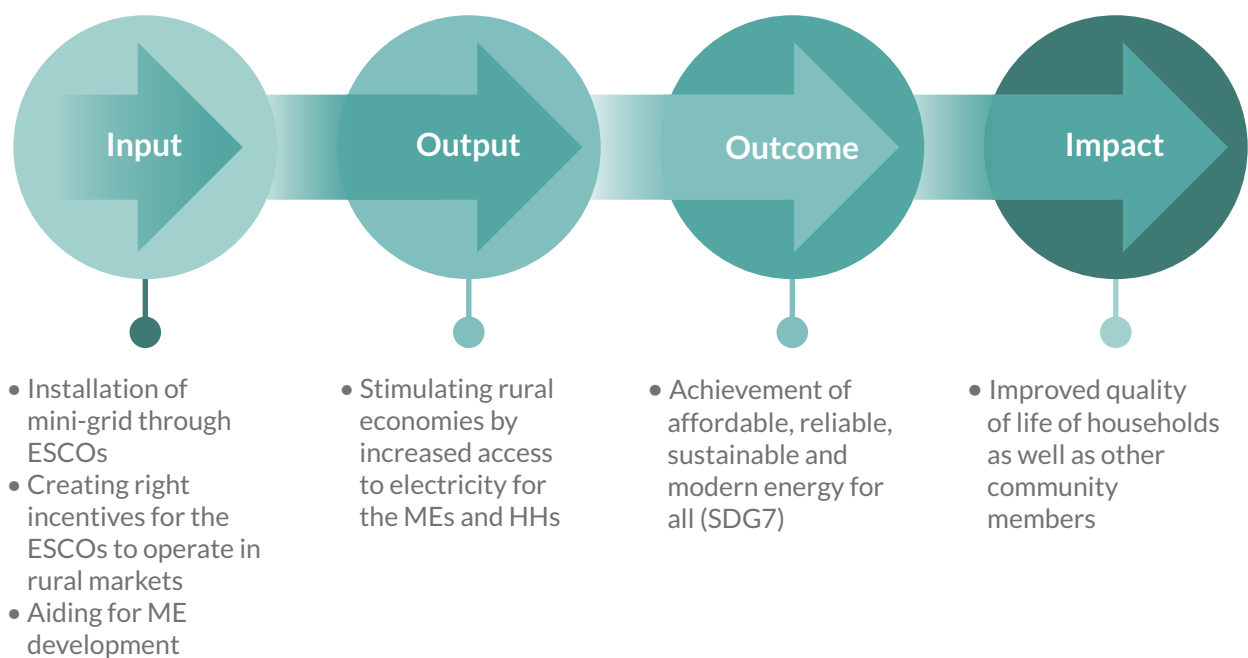 Input
Output
Outcome
Impact
• Installation of
mini-grid through
ESCOs
• Creating right
incentives for the
ESCOs to operate in
rural markets
• Aiding for ME
development
• Stimulating rural
economies by
increased access
to electricity for
the MEs and HHs
• Achievement of
affordable, reliable,
sustainable and
modern energy for
all (SDG7)
• Improved quality
of life of households
as well as other
community
members